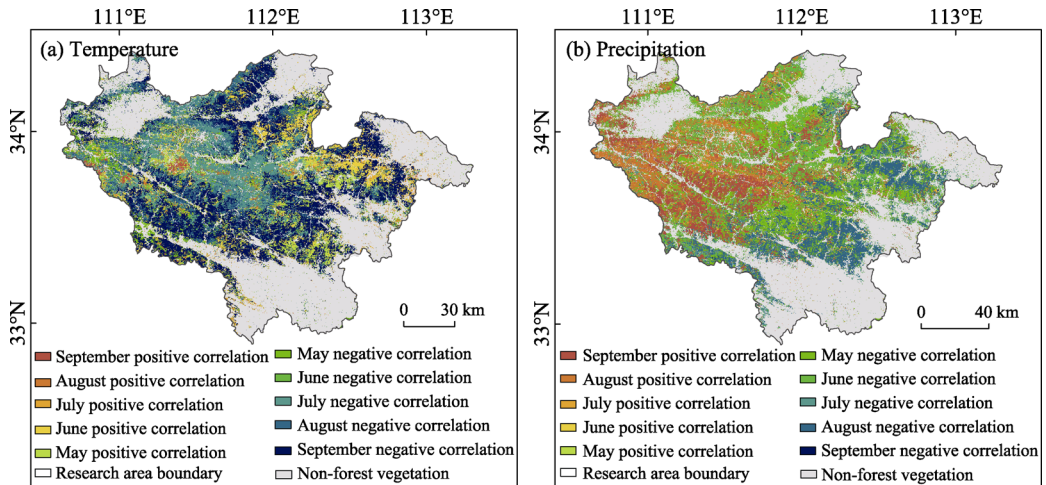 111°E 112°E 113°E
(a) Temperature
34°N
33°N
0 30 km
September positive correlation
August positive correlation
July positive correlation
June positive correlation
May positive correlation
Research area boundary
May negative correlation
June negative correlation
July negative correlation
August negative correlation
September negative correlation
Non-forest vegetation
111°E 112°E 113°E
(b) Precipitation
34°N
33°N
0 40 km
September positive correlation
August positive correlation
July positive correlation
June positive correlation
May positive correlation
Research area boundary
May negative correlation
June negative correlation
July negative correlation
August negative correlation
September negative correlation
Non-forest vegetation